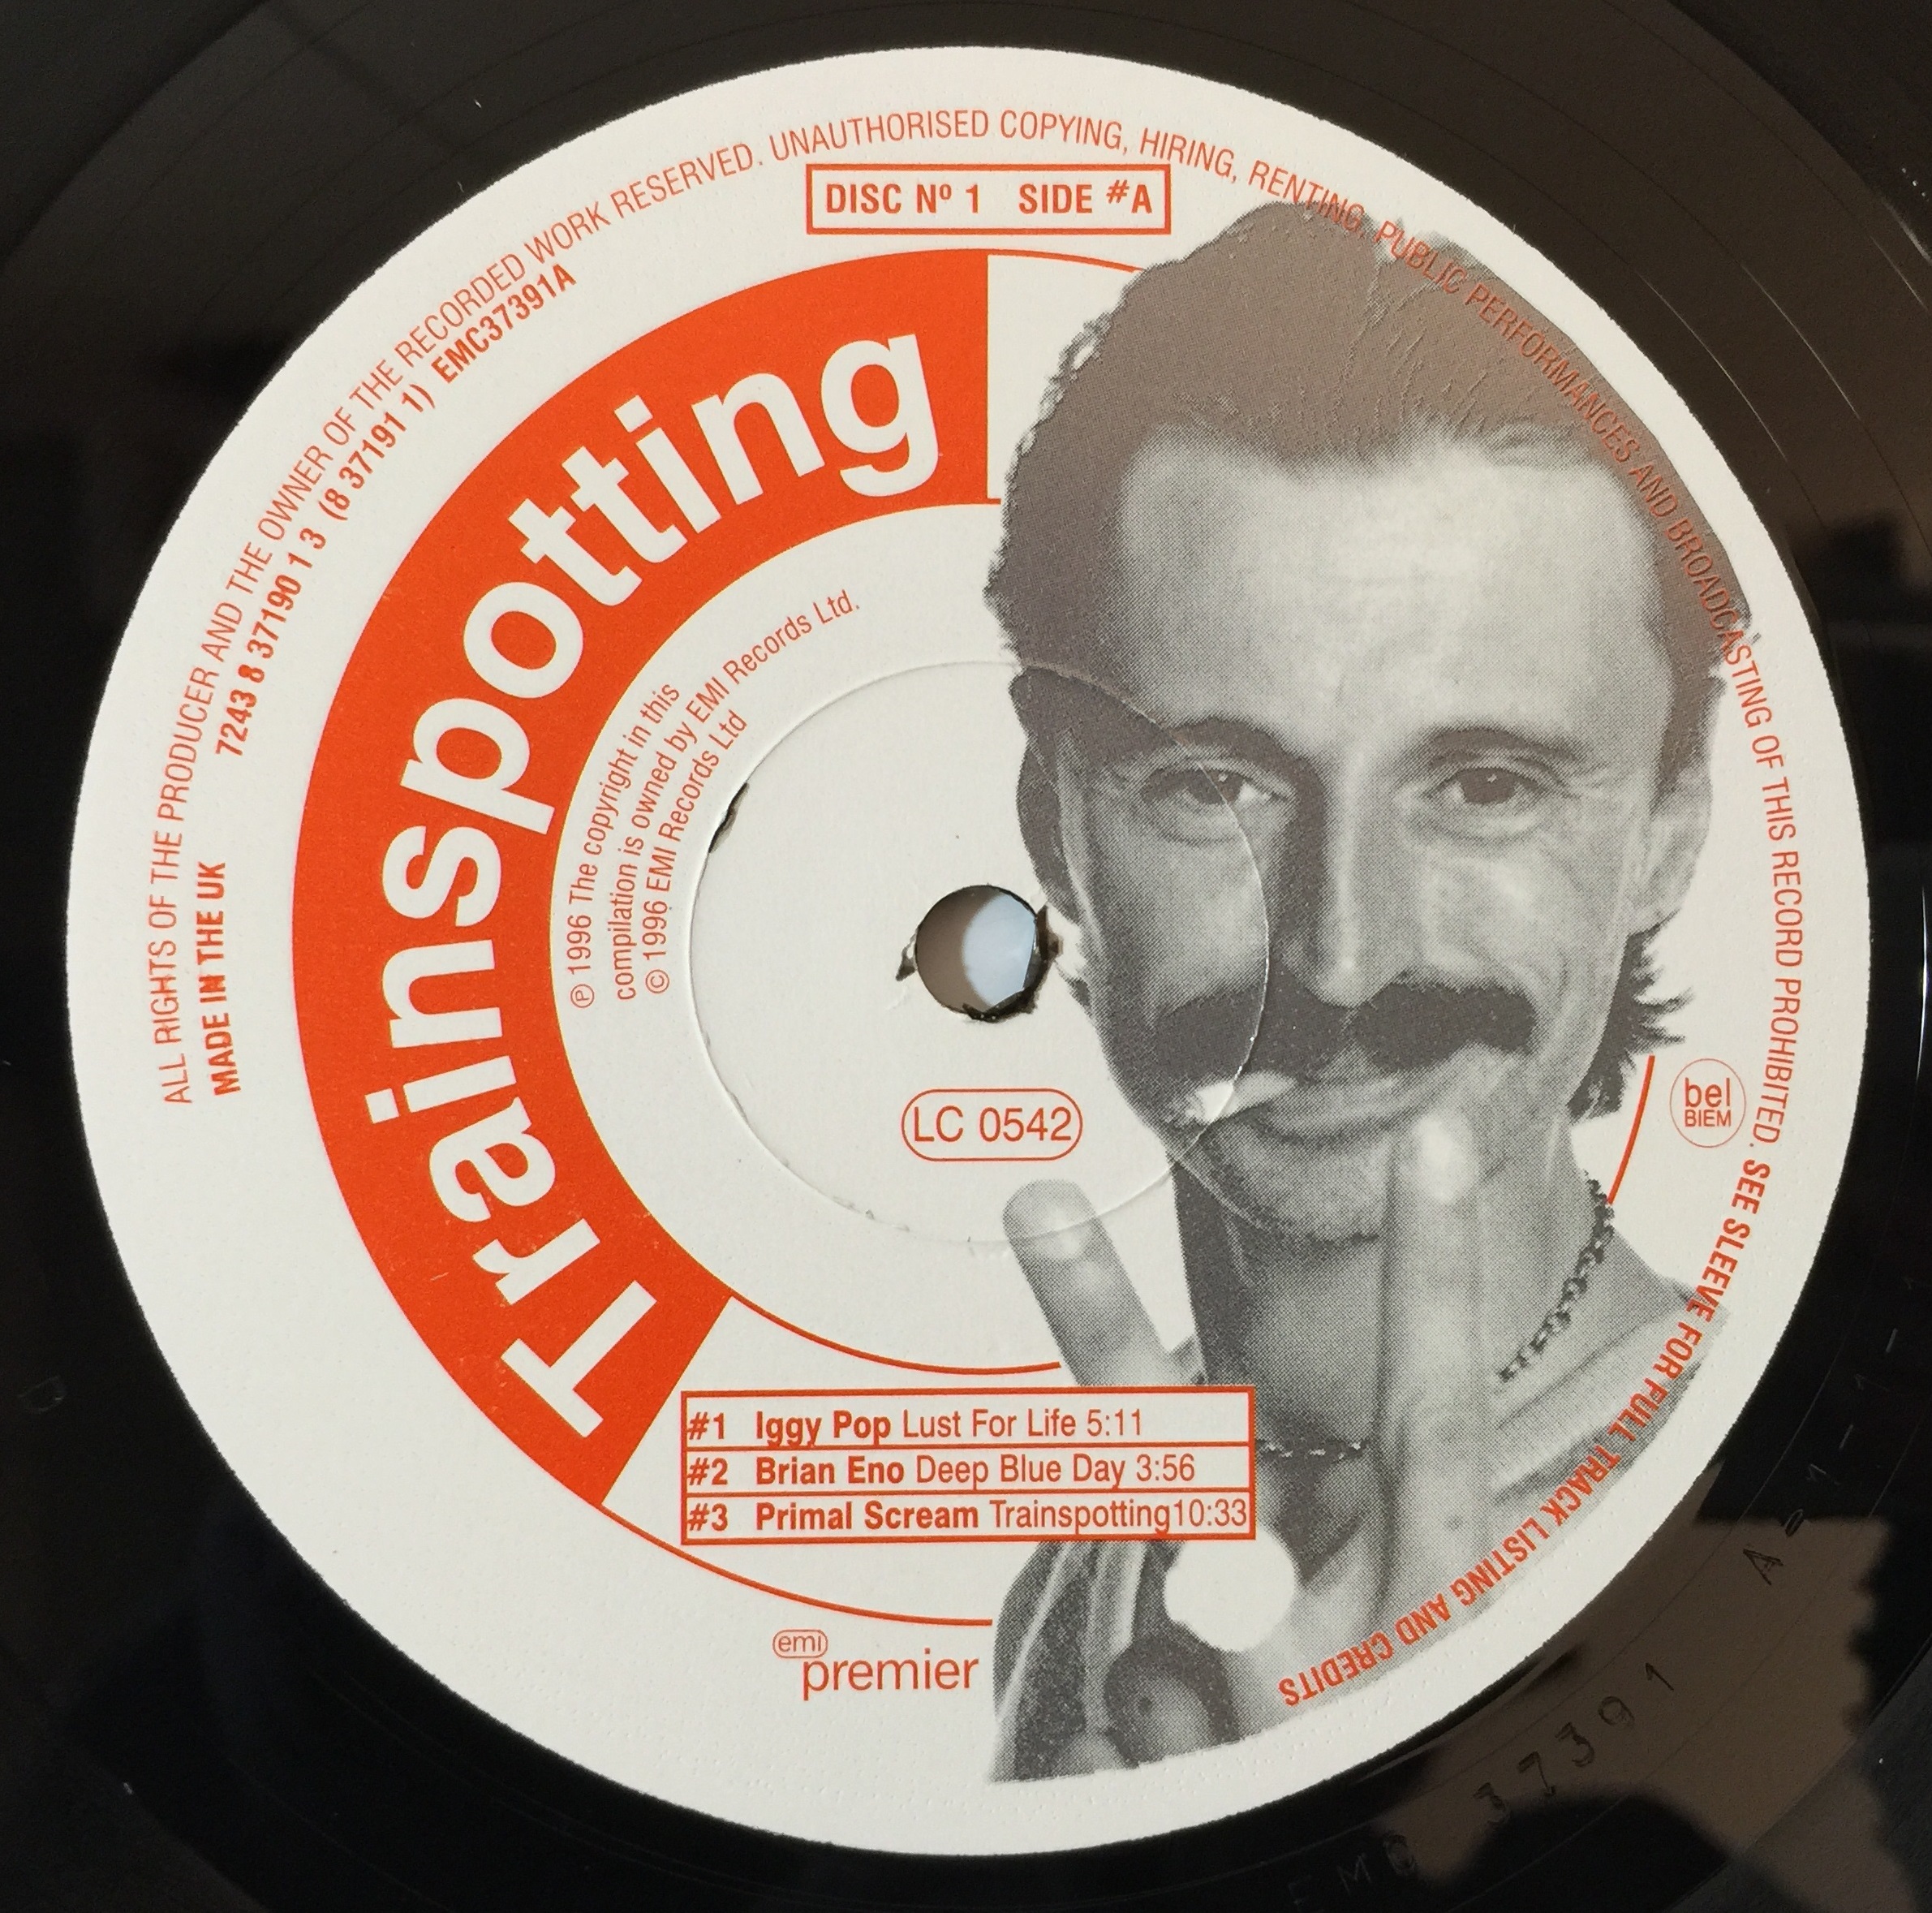 ALL RIGHTS OF THE PRODUCER AND THE OWNER OF THE RECORDED WORK RESERVED. UNAUTHORISED COPYING, HIRING, RENTING, PUBLIC PERFORMANCES AND BROADCASTING OF THIS RECORD PROHIBITED. SEE SLEEVE FOR FULL TRACK LISTING AND CREDITS
MADE IN THE UK 7243 8 37190 1 3 (8 37191 1) EMC37391A
DISC Nº 1 SIDE #A
Trainspotting
℗ 1996 The copyright in this
compilation is owned by EMI Records Ltd.
© 1996 EMI Records Ltd
LC 0542
bel
BIEM
#1 Iggy Pop Lust For Life 5:11
#2 Brian Eno Deep Blue Day 3:56
#3 Primal Scream Trainspotting10:33
emi
premier
EMC 37391